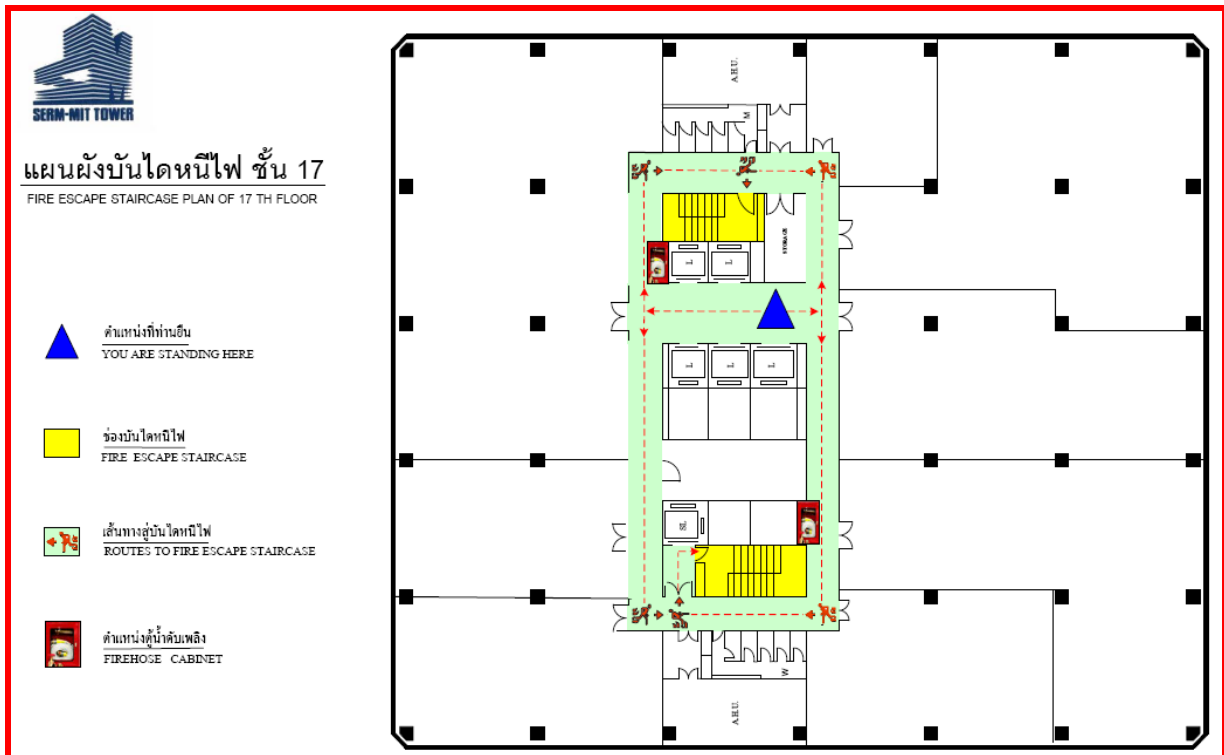 SERM-MIT TOWER
แผนผังบันไดหนีไฟ ชั้น 17
FIRE ESCAPE STAIRCASE PLAN OF 17 TH FLOOR
ตำแหน่งที่ท่านยืน
YOU ARE STANDING HERE
ช่องบันไดหนีไฟ
FIRE ESCAPE STAIRCASE
เส้นทางสู่บันไดหนีไฟ
ROUTES TO FIRE ESCAPE STAIRCASE
ตำแหน่งตู้น้ำดับเพลิง
FIREHOSE CABINET
A.H.U.
M
STORAGE
L
L
L
L
L
SL
W
A.H.U.